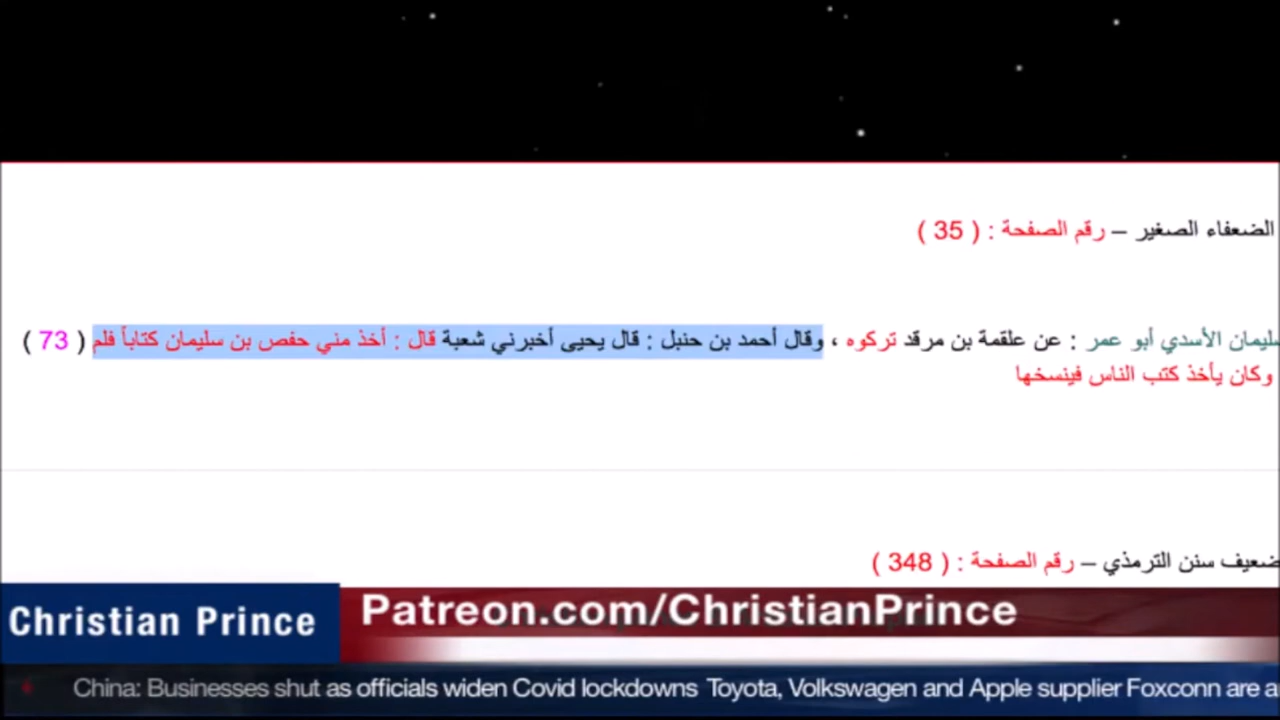 الضعفاء الصغير – رقم الصفحة : ( 35 )
سليمان الأسدي أبو عمر : عن علقمة بن مرقد تركوه ، وقال أحمد بن حنبل : قال يحيى أخبرني شعبة قال : أخذ مني حفص بن سليمان كتاباً فلم ( 73 )
وكان يأخذ كتب الناس فينسخها
ضعيف سنن الترمذي – رقم الصفحة : ( 348 )
Christian Prince
Patreon.com/ChristianPrince
China: Businesses shut as officials widen Covid lockdowns Toyota, Volkswagen and Apple supplier Foxconn are a